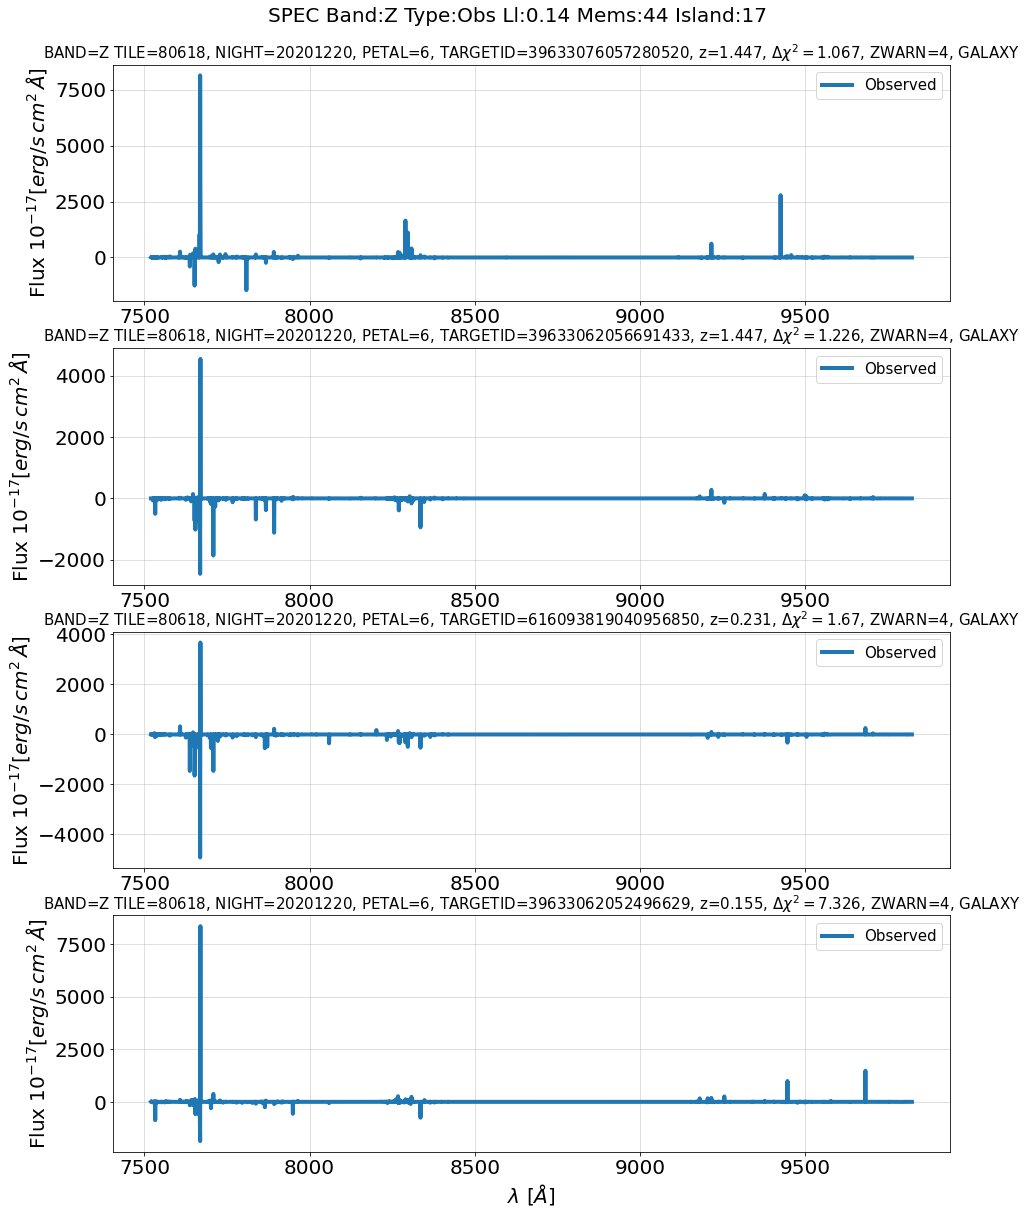 SPEC Band:Z Type:Obs Ll:0.14 Mems:44 Island:17
BAND=Z TILE=80618, NIGHT=20201220, PETAL=6, TARGETID=39633076057280520, z=1.447, Δχ² = 1.067, ZWARN=4, GALAXY
Observed
Flux 10⁻¹⁷[erg/s cm² Å]
7500
5000
2500
0
7500 8000 8500 9000 9500
BAND=Z TILE=80618, NIGHT=20201220, PETAL=6, TARGETID=39633062056691433, z=1.447, Δχ² = 1.226, ZWARN=4, GALAXY
Observed
Flux 10⁻¹⁷[erg/s cm² Å]
4000
2000
0
−2000
7500 8000 8500 9000 9500
BAND=Z TILE=80618, NIGHT=20201220, PETAL=6, TARGETID=616093819040956850, z=0.231, Δχ² = 1.67, ZWARN=4, GALAXY
Observed
Flux 10⁻¹⁷[erg/s cm² Å]
4000
2000
0
−2000
−4000
7500 8000 8500 9000 9500
BAND=Z TILE=80618, NIGHT=20201220, PETAL=6, TARGETID=39633062052496629, z=0.155, Δχ² = 7.326, ZWARN=4, GALAXY
Observed
Flux 10⁻¹⁷[erg/s cm² Å]
7500
5000
2500
0
7500 8000 8500 9000 9500
λ [Å]